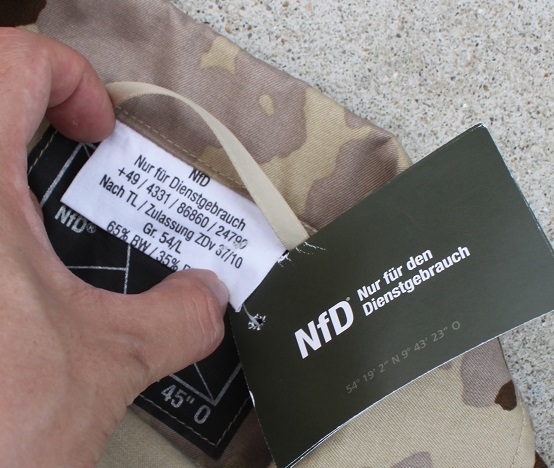 NfD
Nur für Dienstgebrauch
+49 / 4331 / 86860 / 24790
Nach TL / Zulassung ZDv 37/10
Gr. 54/L
65% BW / 35%
NfD®
45" O
NfD® Nur für den
Dienstgebrauch
54° 19' 2" N 9° 43' 23" O